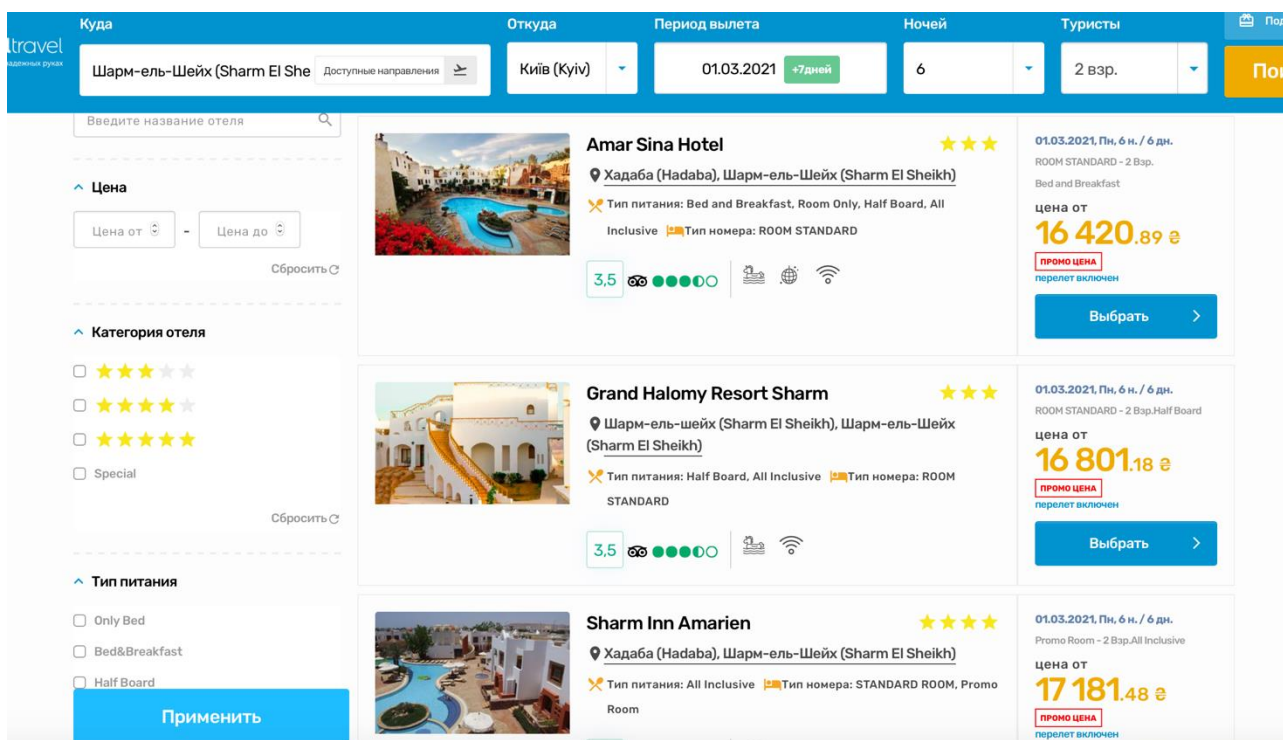 Куда
Откуда
Период вылета
Ночей
Туристы
ltravel
Шарм-ель-Шейх (Sharm El She
Доступные направления
Київ (Kyiv)
01.03.2021
+7дней
6
2 взр.
Введите название отеля
Цена
Цена от
-
Цена до
Сбросить
Категория отеля
Special
Сбросить
Тип питания
Only Bed
Bed&Breakfast
Half Board
Применить
Amar Sina Hotel
Хадаба (Hadaba), Шарм-ель-Шейх (Sharm El Sheikh)
Тип питания: Bed and Breakfast, Room Only, Half Board, All
Inclusive Тип номера: ROOM STANDARD
3,5
01.03.2021, Пн, 6 н. / 6 дн.
ROOM STANDARD - 2 Взр.
Bed and Breakfast
цена от
16 420.89 ₴
ПРОМО ЦЕНА
перелет включен
Выбрать
Grand Halomy Resort Sharm
Шарм-ель-шейх (Sharm El Sheikh), Шарм-ель-Шейх
(Sharm El Sheikh)
Тип питания: Half Board, All Inclusive Тип номера: ROOM
STANDARD
3,5
01.03.2021, Пн, 6 н. / 6 дн.
ROOM STANDARD - 2 Взр.Half Board
цена от
16 801.18 ₴
ПРОМО ЦЕНА
перелет включен
Выбрать
Sharm Inn Amarien
Хадаба (Hadaba), Шарм-ель-Шейх (Sharm El Sheikh)
Тип питания: All Inclusive Тип номера: STANDARD ROOM, Promo
Room
01.03.2021, Пн, 6 н. / 6 дн.
Promo Room - 2 Взр.All Inclusive
цена от
17 181.48 ₴
ПРОМО ЦЕНА
перелет включен